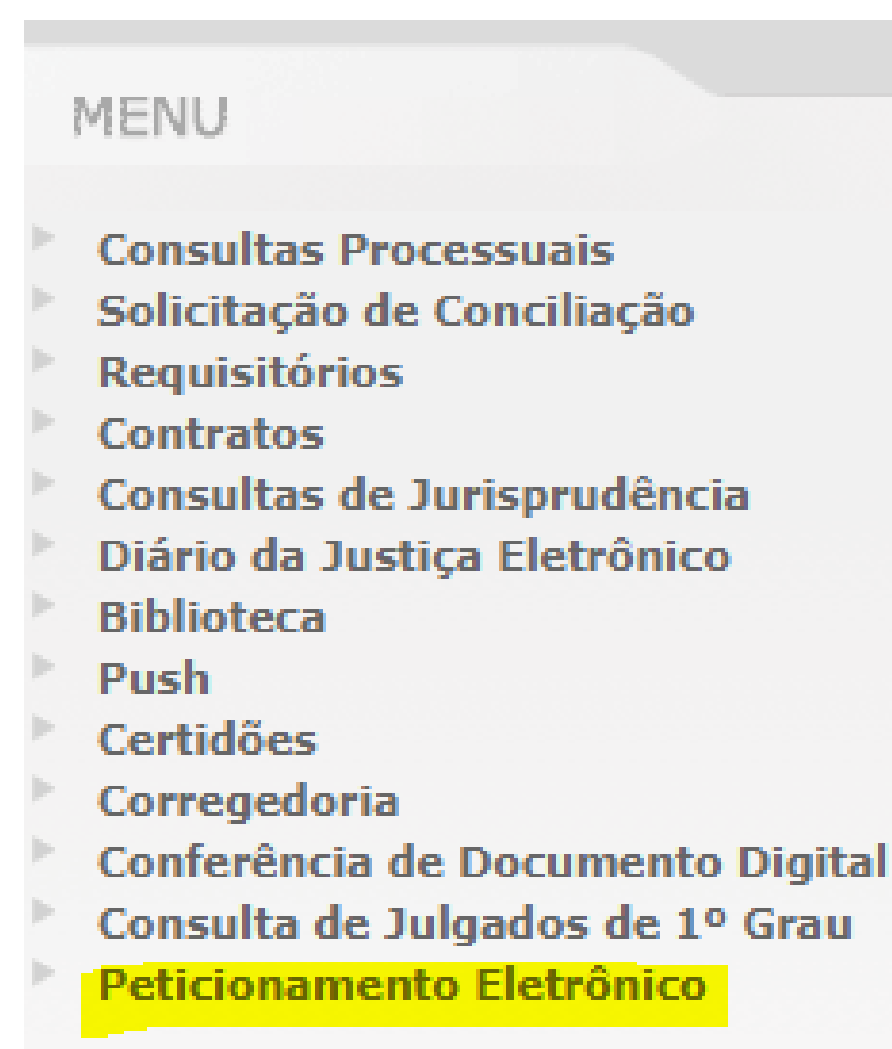 MENU
Consultas Processuais
Solicitação de Conciliação
Requisitórios
Contratos
Consultas de Jurisprudência
Diário da Justiça Eletrônico
Biblioteca
Push
Certidões
Corregedoria
Conferência de Documento Digital
Consulta de Julgados de 1º Grau
Peticionamento Eletrônico